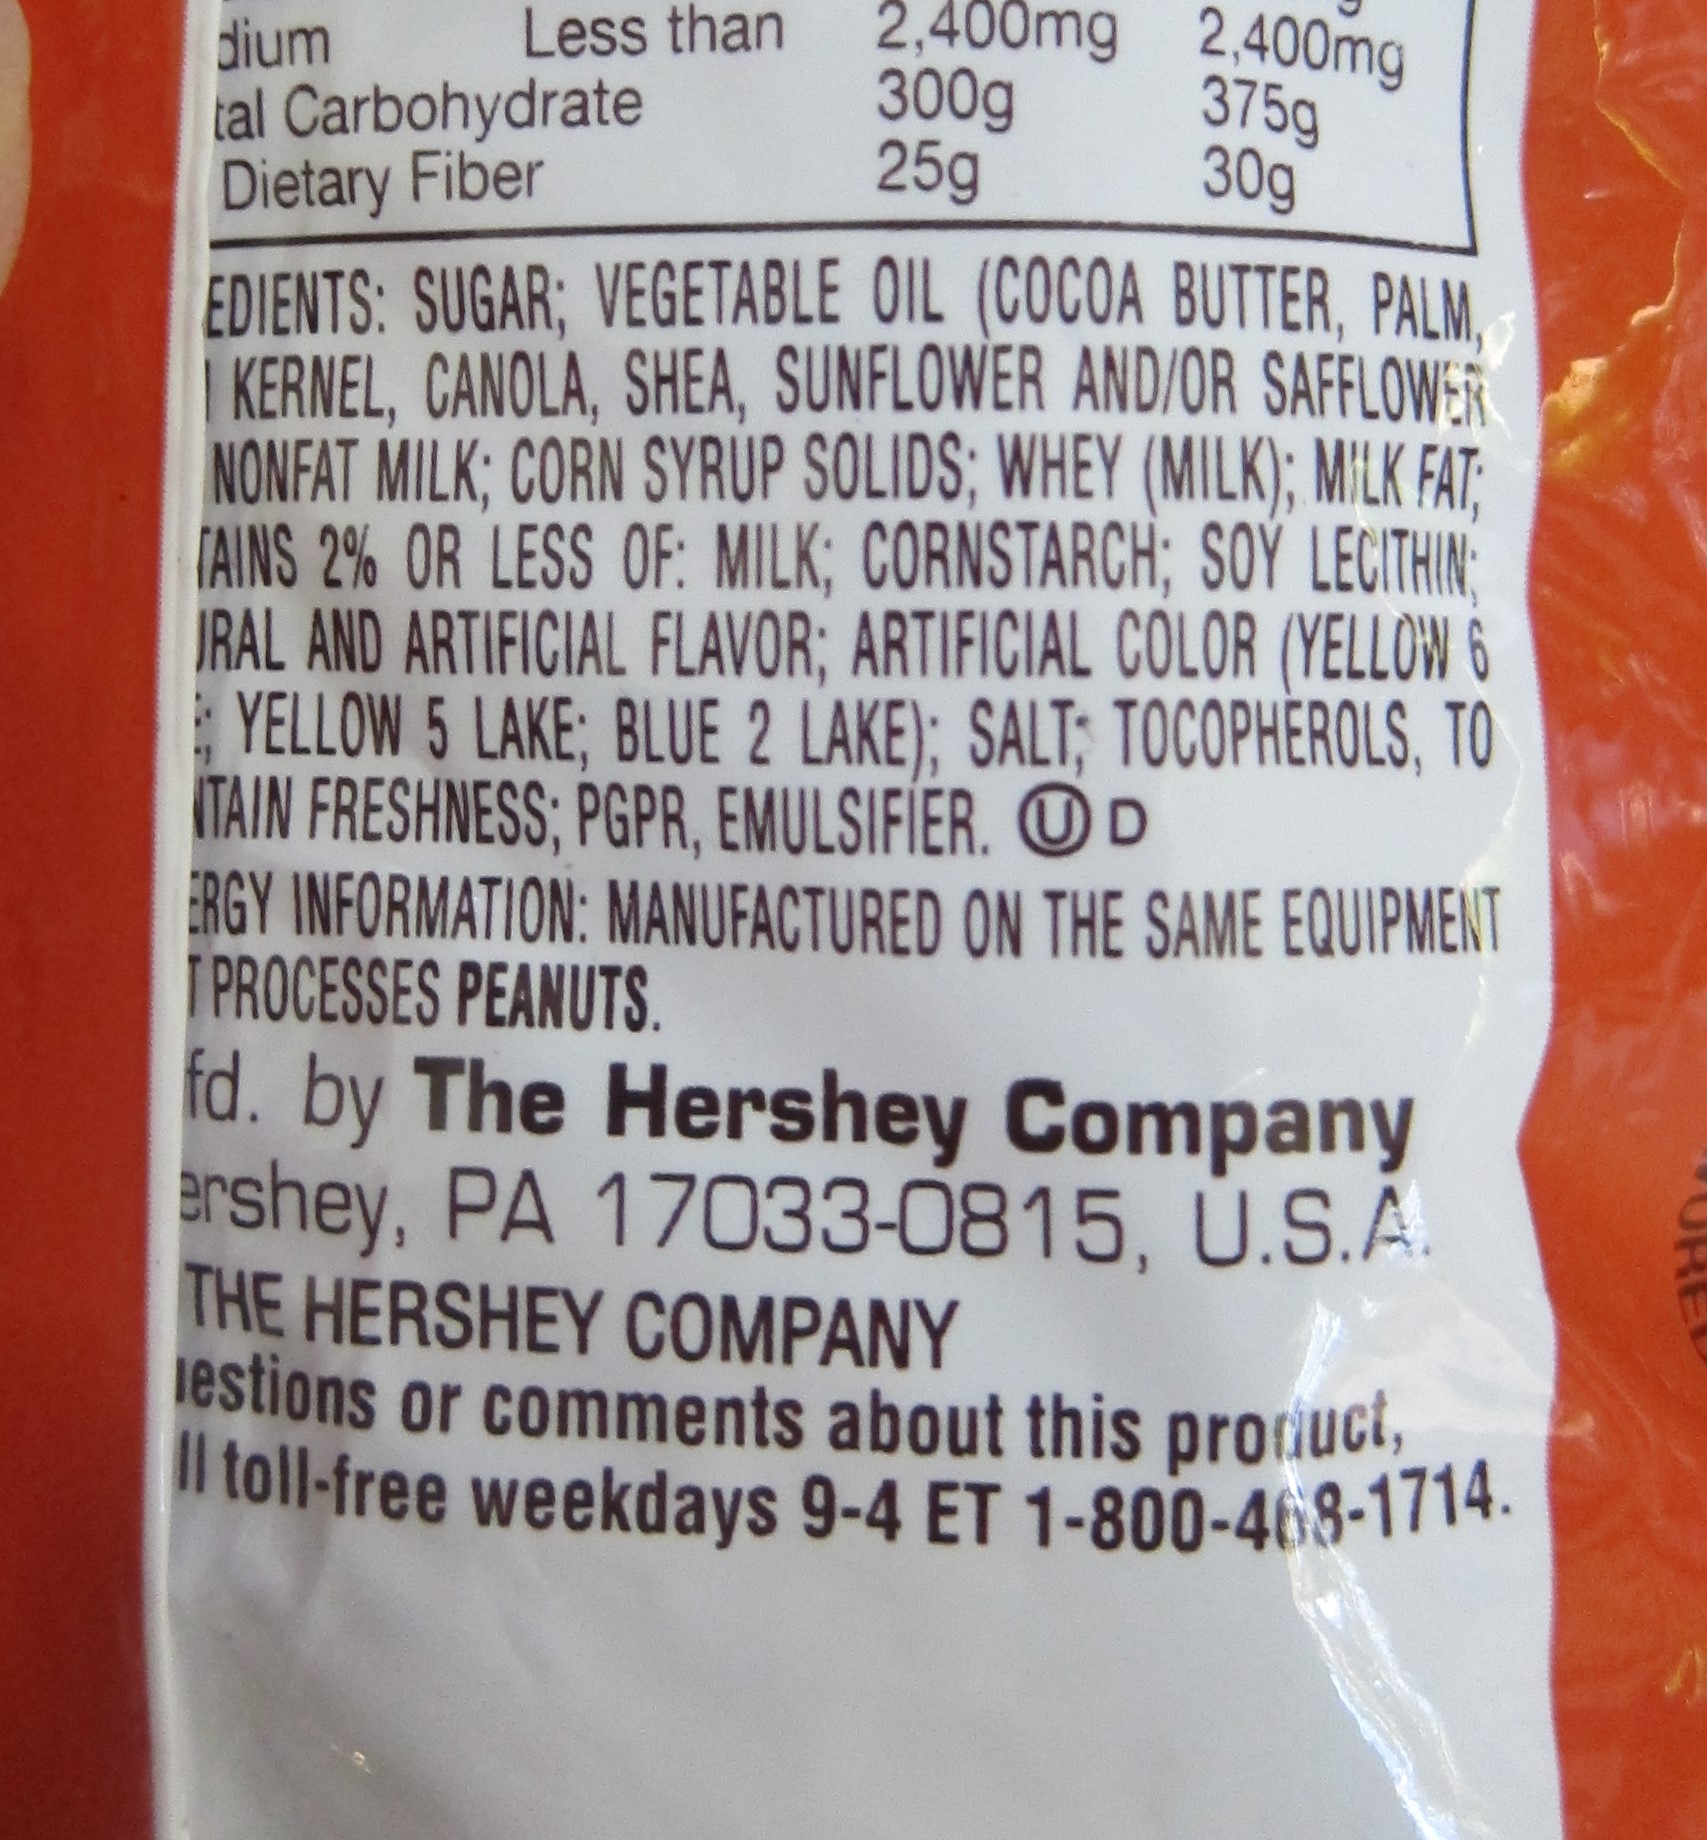 dium Less than 2,400mg 2,400mg
tal Carbohydrate 300g 375g
Dietary Fiber 25g 30g
EDIENTS: SUGAR; VEGETABLE OIL (COCOA BUTTER, PALM,
KERNEL, CANOLA, SHEA, SUNFLOWER AND/OR SAFFLOWER
NONFAT MILK; CORN SYRUP SOLIDS; WHEY (MILK); MILK FAT;
TAINS 2% OR LESS OF: MILK; CORNSTARCH; SOY LECITHIN;
URAL AND ARTIFICIAL FLAVOR; ARTIFICIAL COLOR (YELLOW 6
E; YELLOW 5 LAKE; BLUE 2 LAKE); SALT; TOCOPHEROLS, TO
NTAIN FRESHNESS; PGPR, EMULSIFIER. Ⓤ D
ERGY INFORMATION: MANUFACTURED ON THE SAME EQUIPMENT
T PROCESSES PEANUTS.
fd. by The Hershey Company
ershey, PA 17033-0815, U.S.A.
THE HERSHEY COMPANY
uestions or comments about this product,
ll toll-free weekdays 9-4 ET 1-800-468-1714.